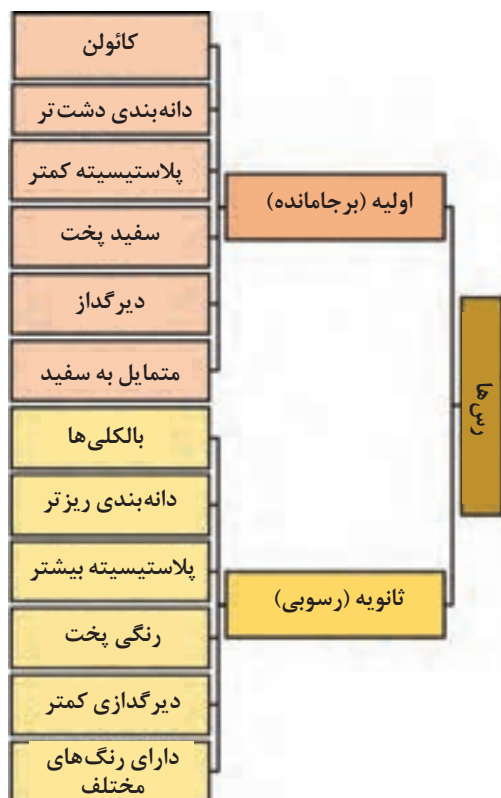 رس‌ها
اولیه (برجامانده)
کائولن
دانه‌بندی دشت‌تر
پلاستیسیته کمتر
سفید پخت
دیرگداز
متمایل به سفید
ثانویه (رسوبی)
بالکلی‌ها
دانه‌بندی ریزتر
پلاستیسیته بیشتر
رنگی پخت
دیرگدازی کمتر
دارای رنگ‌های
مختلف